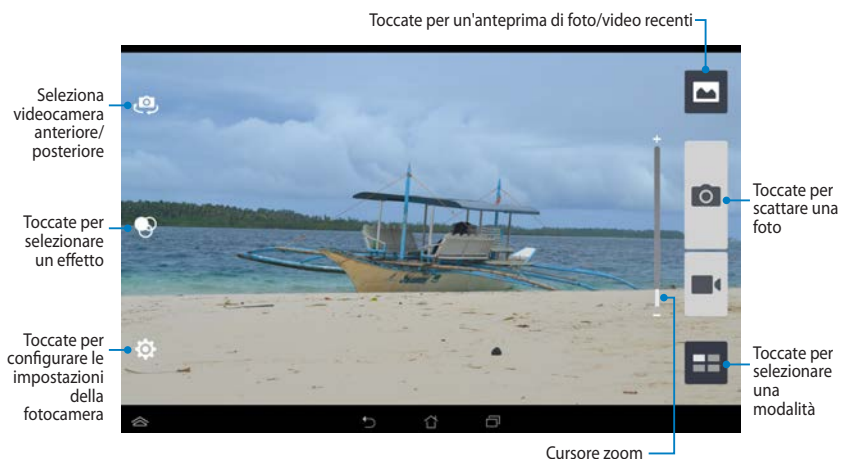 Toccate per un'anteprima di foto/video recenti
Seleziona
videocamera
anteriore/
posteriore
Toccate per
selezionare
un effetto
Toccate per
configurare le
impostazioni
della
fotocamera
+
-
Toccate per
scattare una
foto
Toccate per
selezionare
una
modalità
Cursore zoom